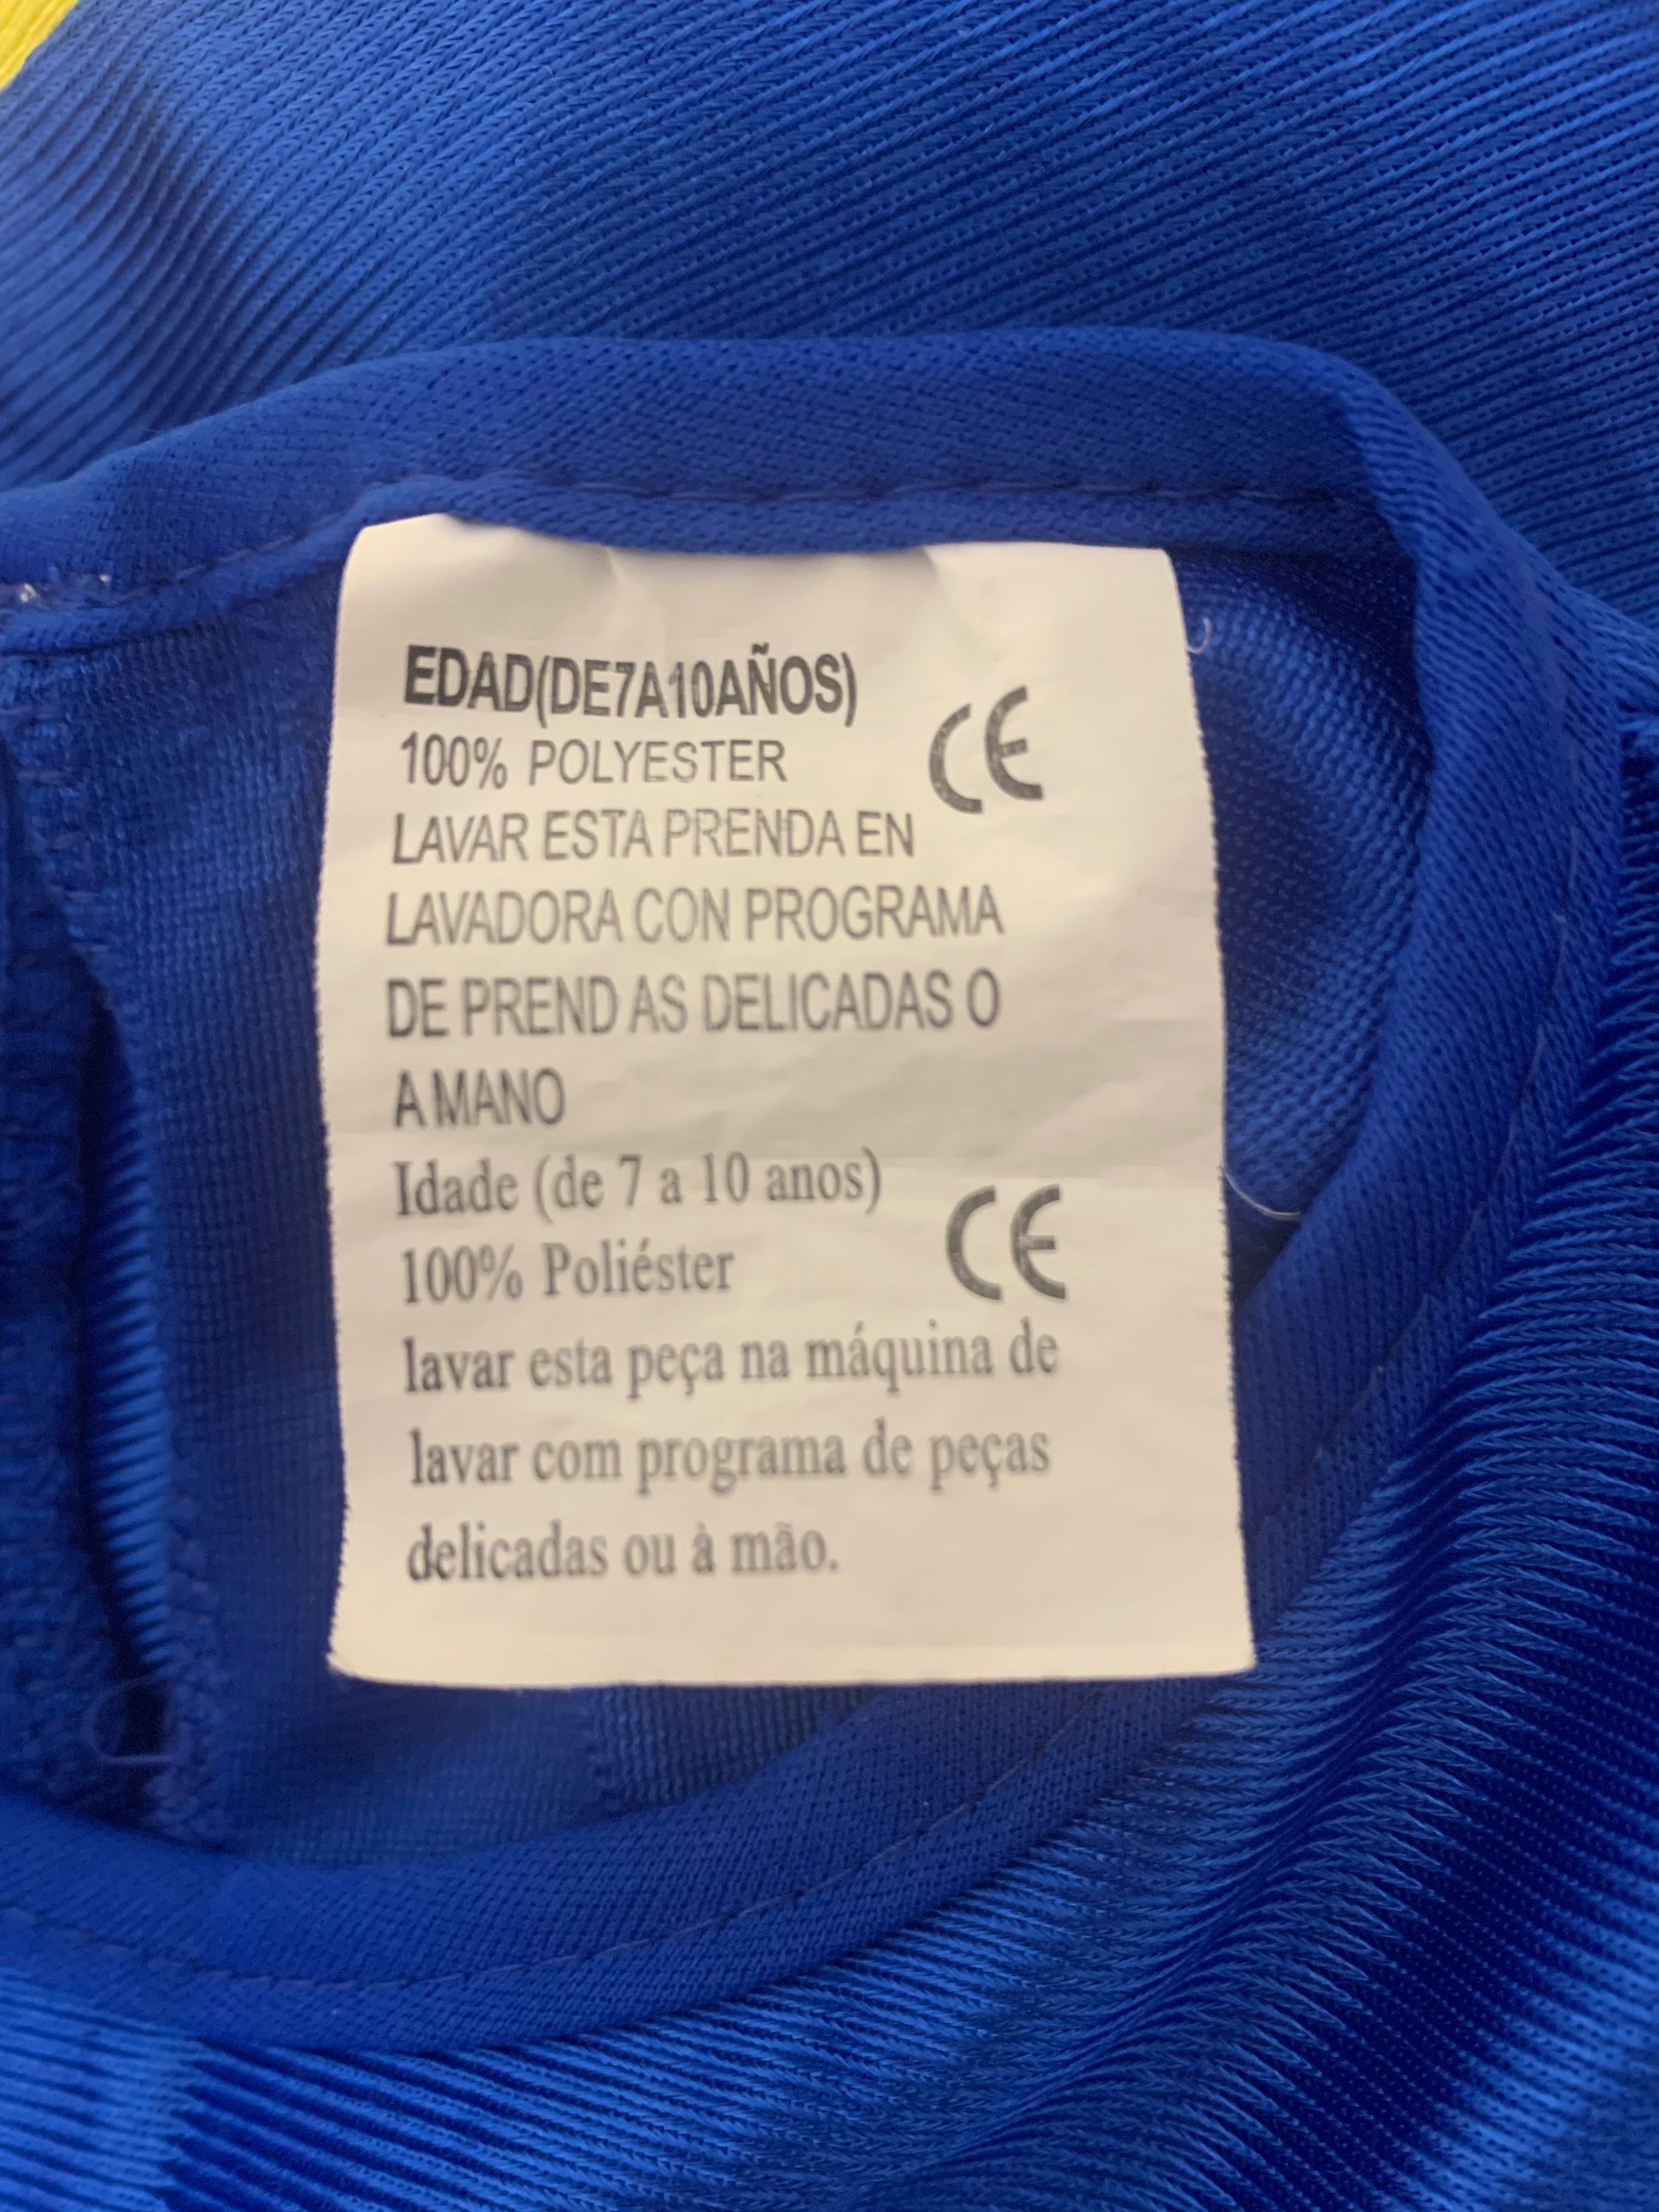 EDAD(DE7A10AÑOS)
100% POLYESTER
CE
LAVAR ESTA PRENDA EN
LAVADORA CON PROGRAMA
DE PREND AS DELICADAS O
A MANO
Idade (de 7 a 10 anos)
100% Poliéster
CE
lavar esta peça na máquina de
lavar com programa de peças
delicadas ou à mão.